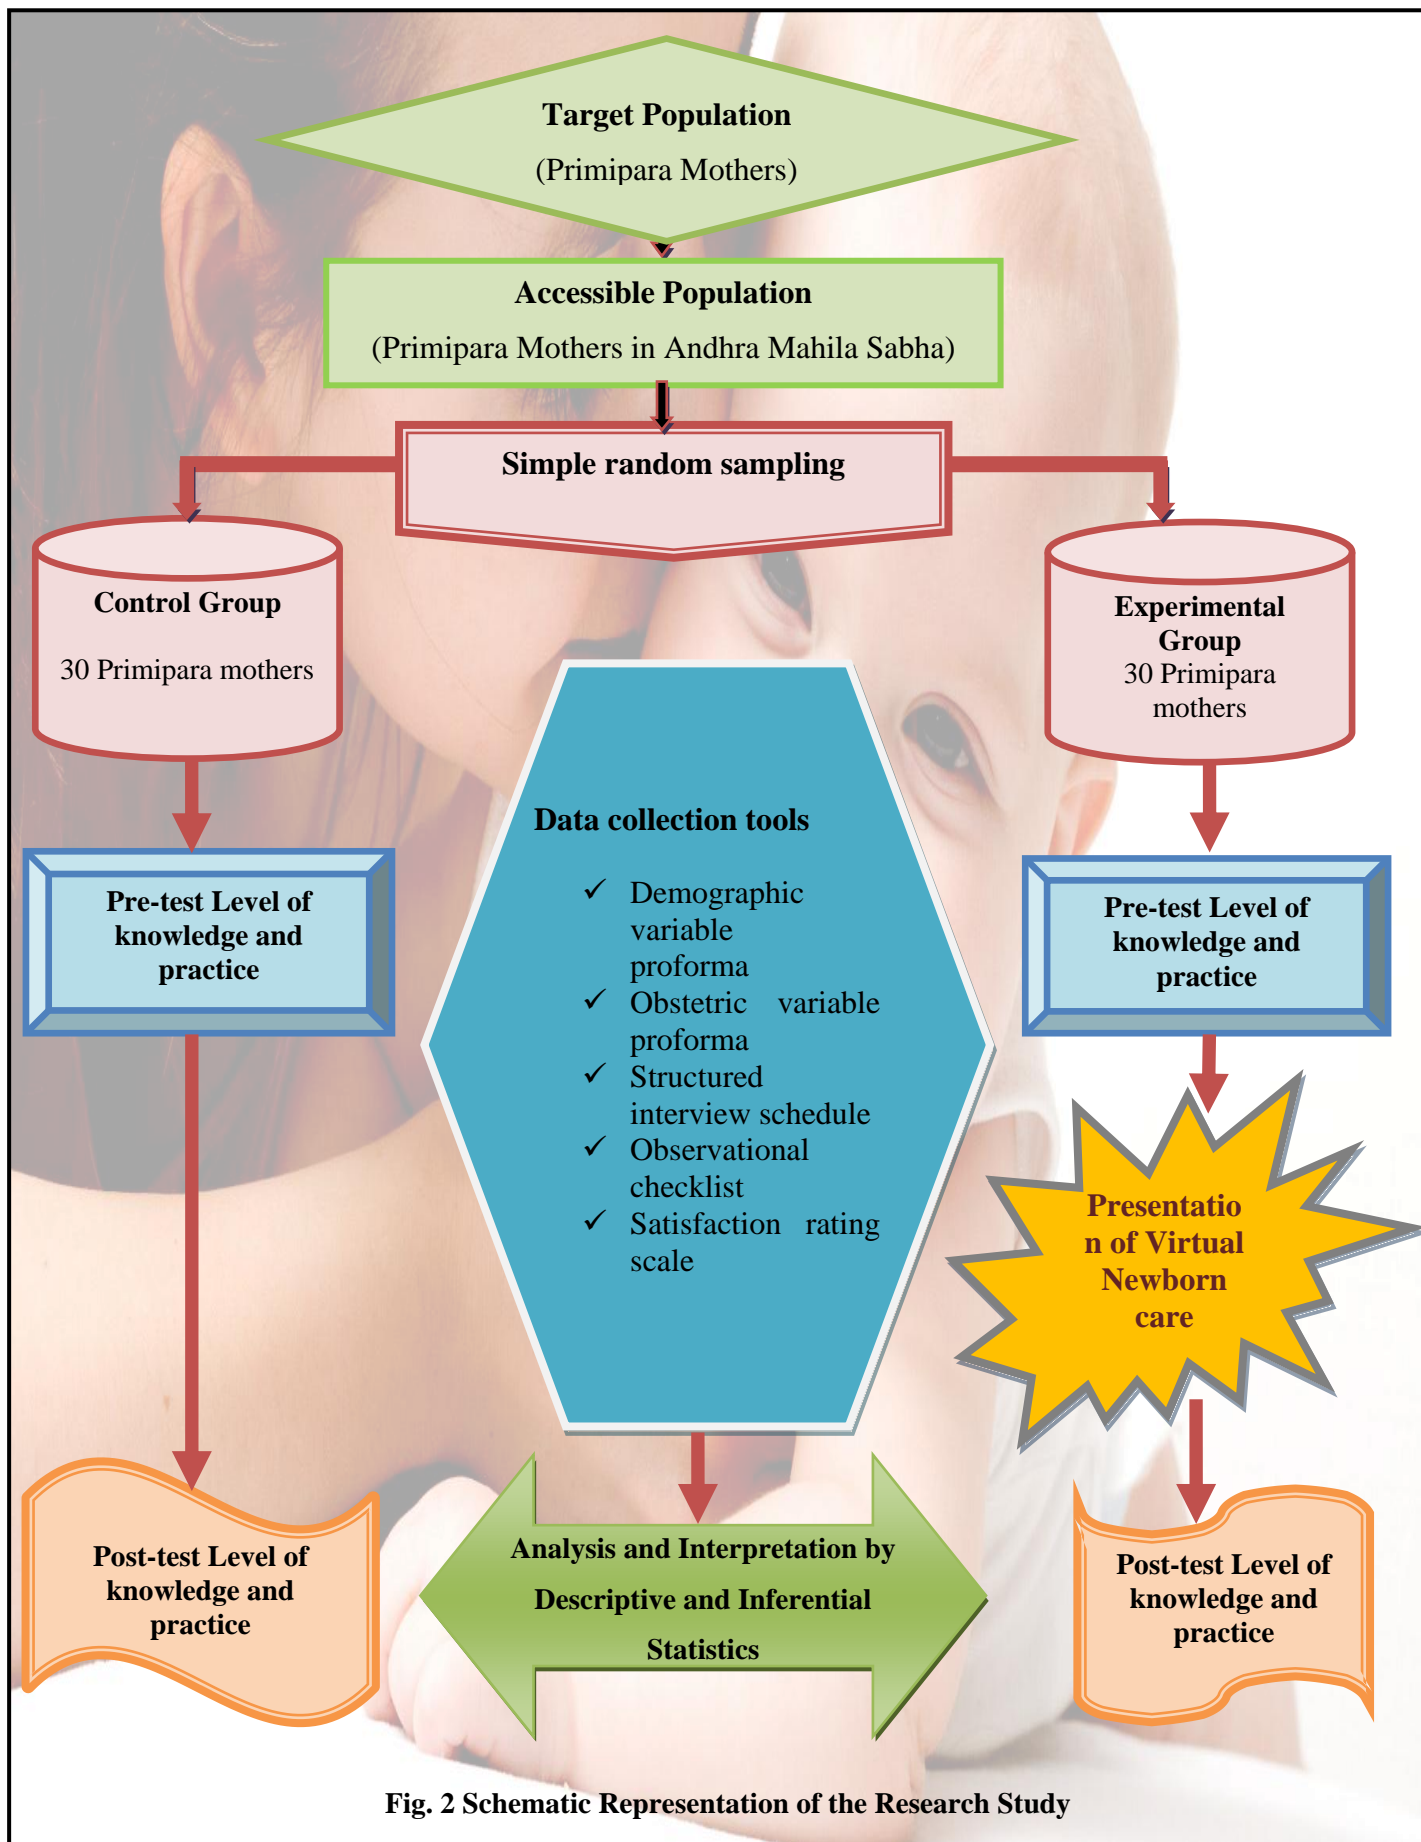 Target Population
(Primipara Mothers)
Accessible Population
(Primipara Mothers in Andhra Mahila Sabha)
Simple random sampling
Control Group
30 Primipara mothers
Experimental
Group
30 Primipara
mothers
Data collection tools
✓ Demographic
variable
proforma
✓ Obstetric variable
proforma
✓ Structured
interview schedule
✓ Observational
checklist
✓ Satisfaction rating
scale
Pre-test Level of
knowledge and
practice
Pre-test Level of
knowledge and
practice
Presentatio
n of Virtual
Newborn
care
Post-test Level of
knowledge and
practice
Analysis and Interpretation by
Descriptive and Inferential
Statistics
Post-test Level of
knowledge and
practice
Fig. 2 Schematic Representation of the Research Study